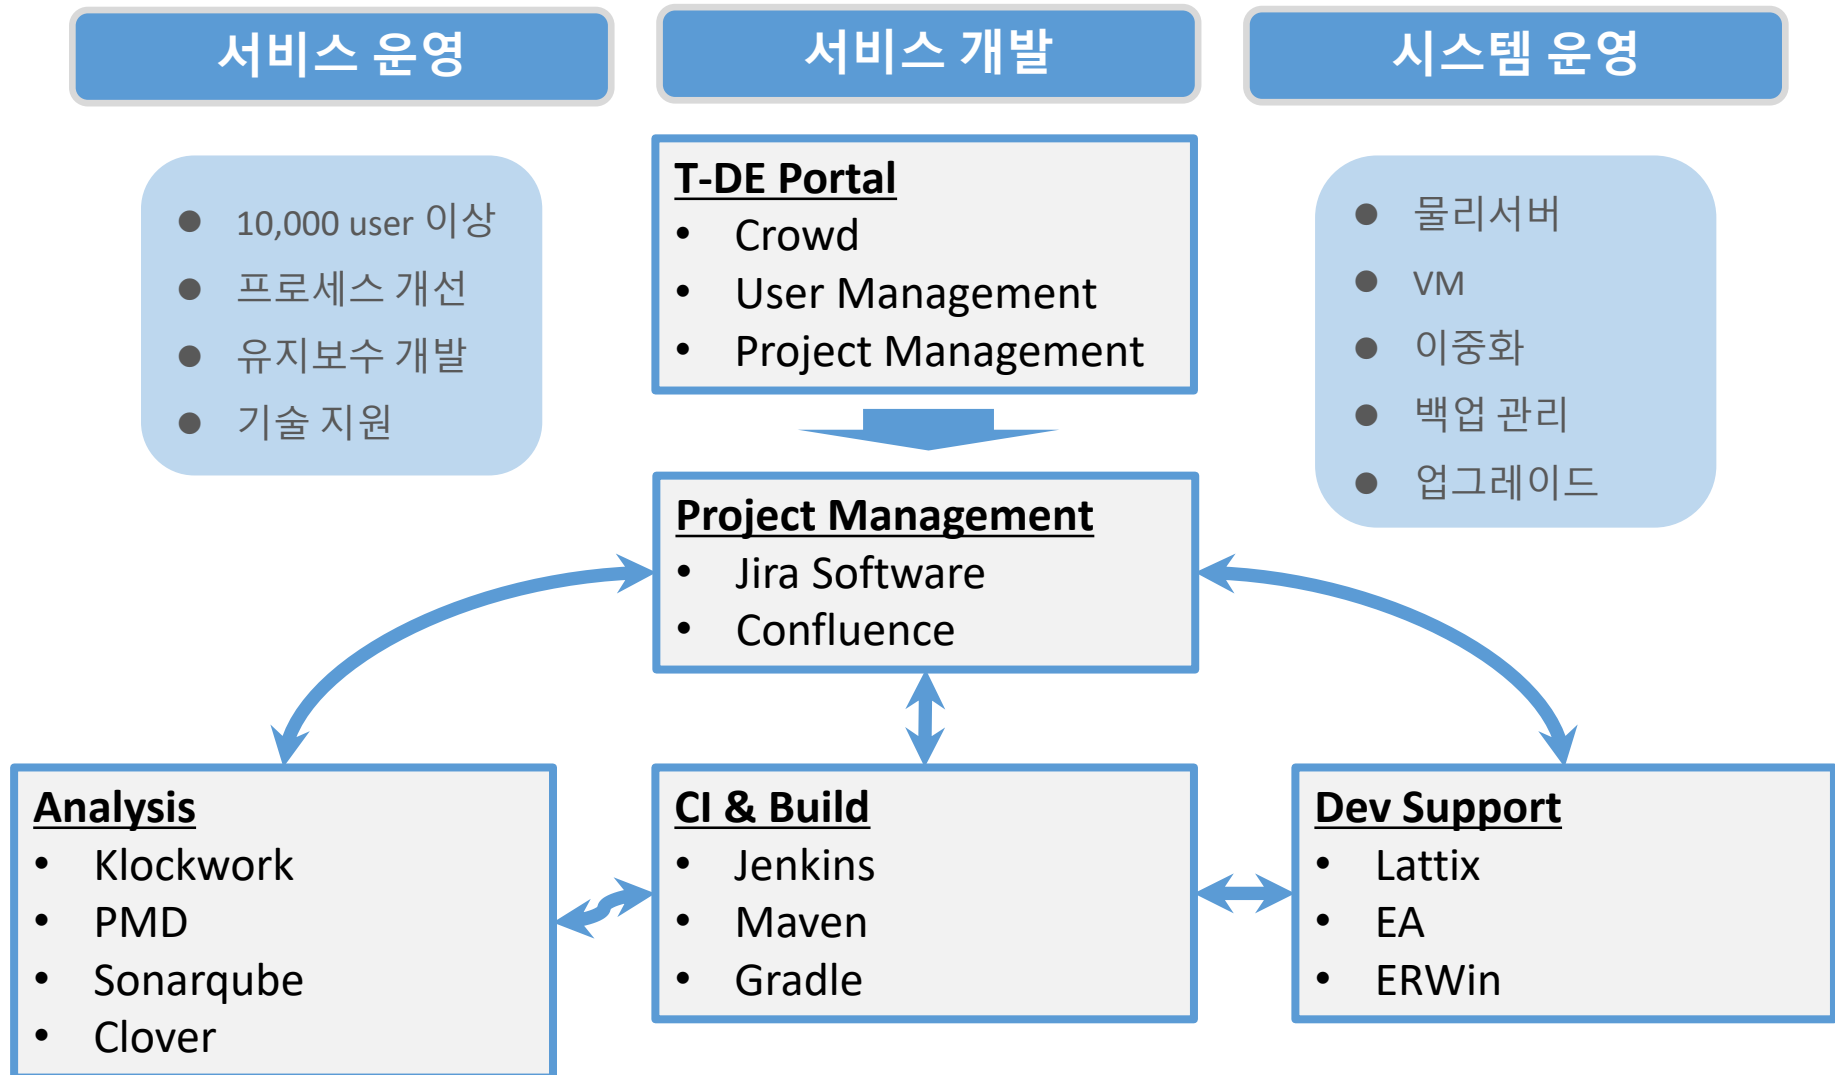 서비스 운영
서비스 개발
시스템 운영
● 10,000 user 이상
● 프로세스 개선
● 유지보수 개발
● 기술 지원
T-DE Portal
• Crowd
• User Management
• Project Management
● 물리서버
● VM
● 이중화
● 백업 관리
● 업그레이드
Project Management
• Jira Software
• Confluence
Analysis
• Klockwork
• PMD
• Sonarqube
• Clover
CI & Build
• Jenkins
• Maven
• Gradle
Dev Support
• Lattix
• EA
• ERWin